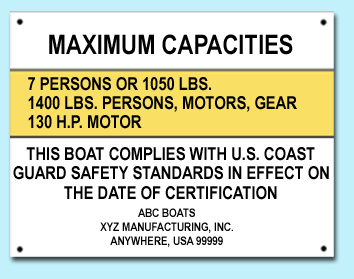 MAXIMUM CAPACITIES
7 PERSONS OR 1050 LBS.
1400 LBS. PERSONS, MOTORS, GEAR
130 H.P. MOTOR
THIS BOAT COMPLIES WITH U.S. COAST
GUARD SAFETY STANDARDS IN EFFECT ON
THE DATE OF CERTIFICATION
ABC BOATS
XYZ MANUFACTURING, INC.
ANYWHERE, USA 99999